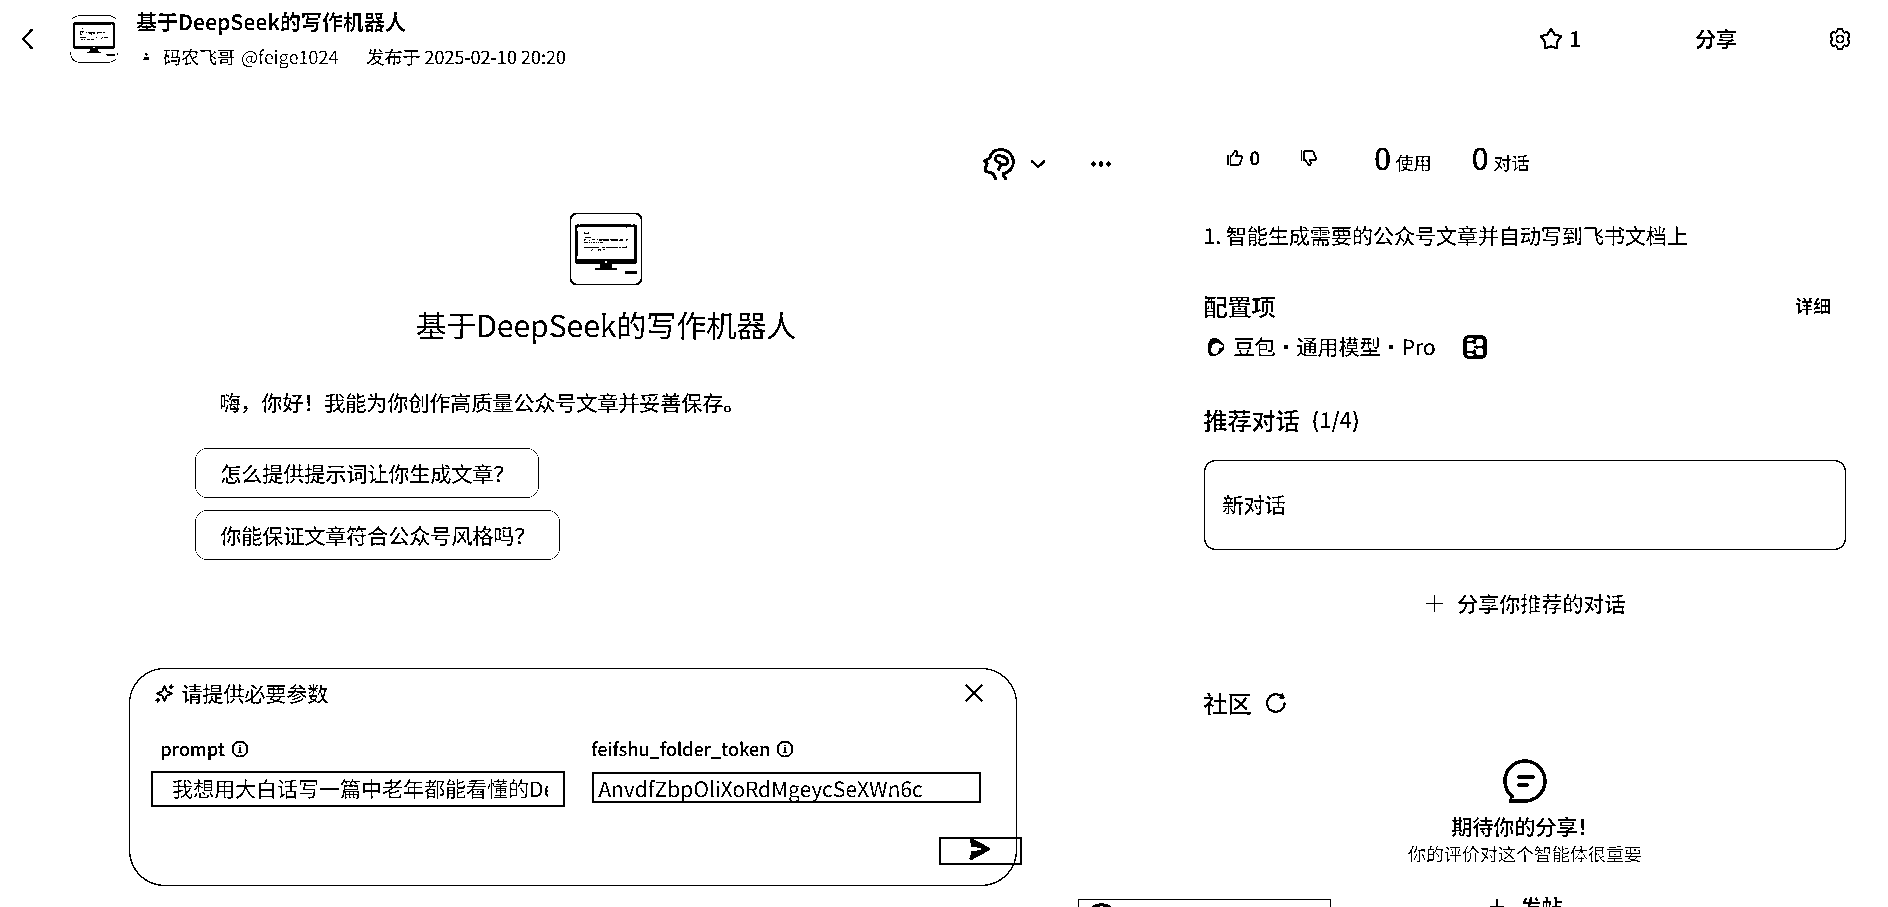 基于DeepSeek的写作机器人
码农飞哥 @feige1024 发布于 2025-02-10 20:20
1
分享
0
0 使用
0 对话
基于DeepSeek的写作机器人
嗨，你好！我能为你创作高质量公众号文章并妥善保存。
怎么提供提示词让你生成文章？
你能保证文章符合公众号风格吗？
请提供必要参数
prompt
feifshu_folder_token
我想用大白话写一篇中老年都能看懂的De
AnvdfZbpOliXoRdMgeycSeXWn6c
1. 智能生成需要的公众号文章并自动写到飞书文档上
配置项
详细
豆包·通用模型·Pro
推荐对话 (1/4)
新对话
+ 分享你推荐的对话
社区
期待你的分享！
你的评价对这个智能体很重要
+ 发帖